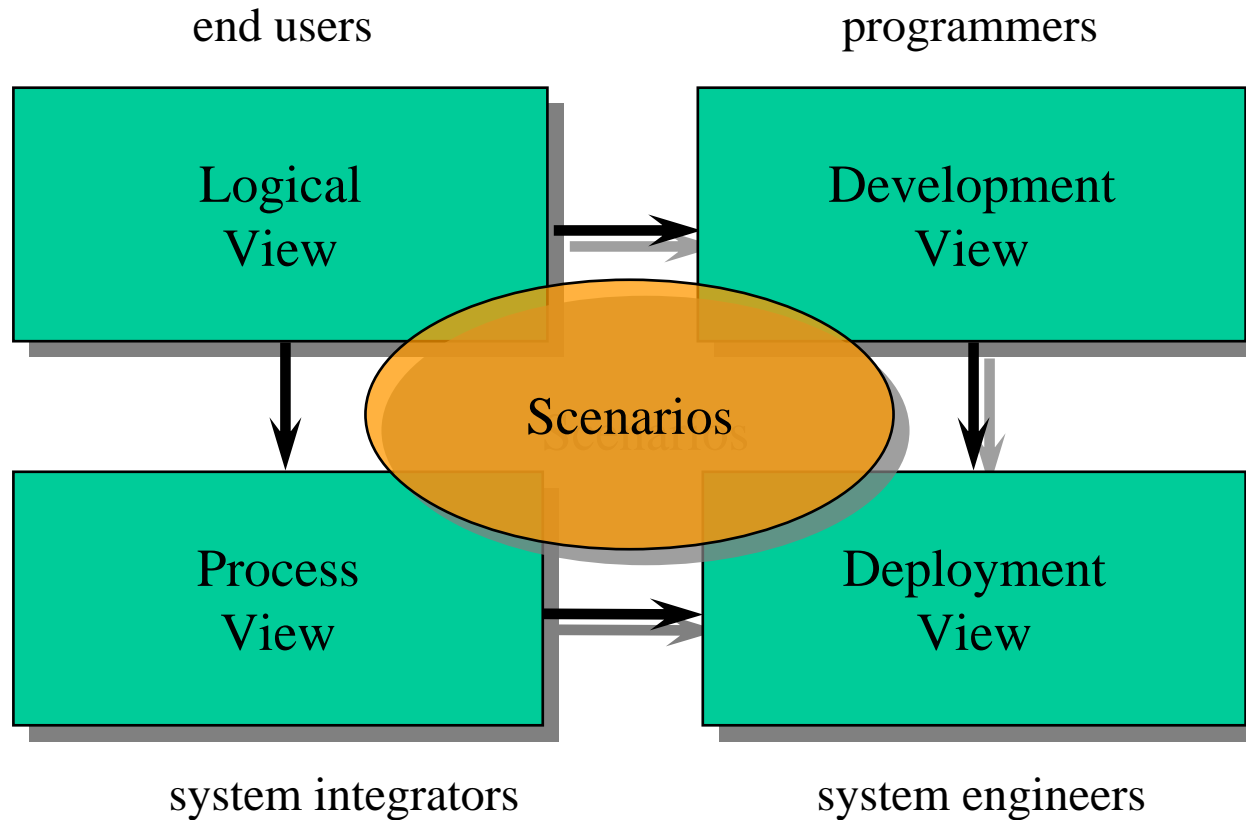 end users
programmers
Logical
View
Development
View
Scenarios
Process
View
Deployment
View
system integrators
system engineers